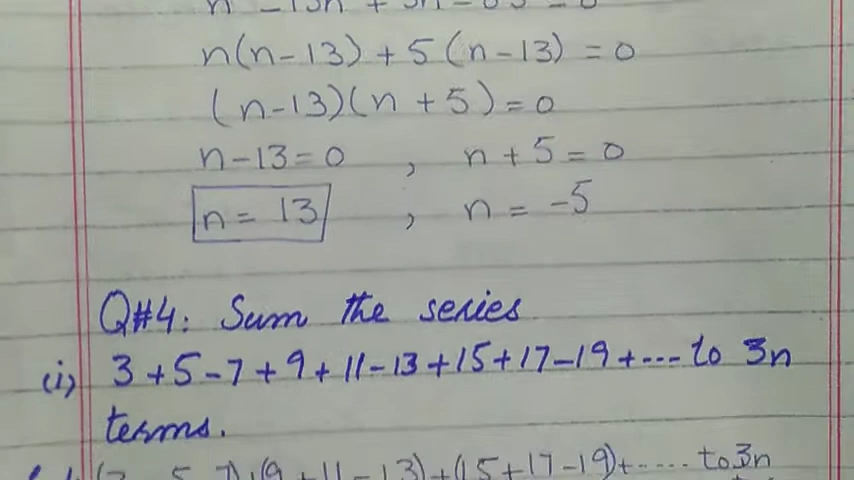 n(n-13) + 5(n-13) = 0
(n-13)(n+5) = 0
n-13=0 , n+5=0
n = 13 , n = -5
Q#4: Sum the series
(i) 3+5-7+9+11-13+15+17-19+--- to 3n
terms.
(9+11-13)+(15+17-19)+---- to 3n